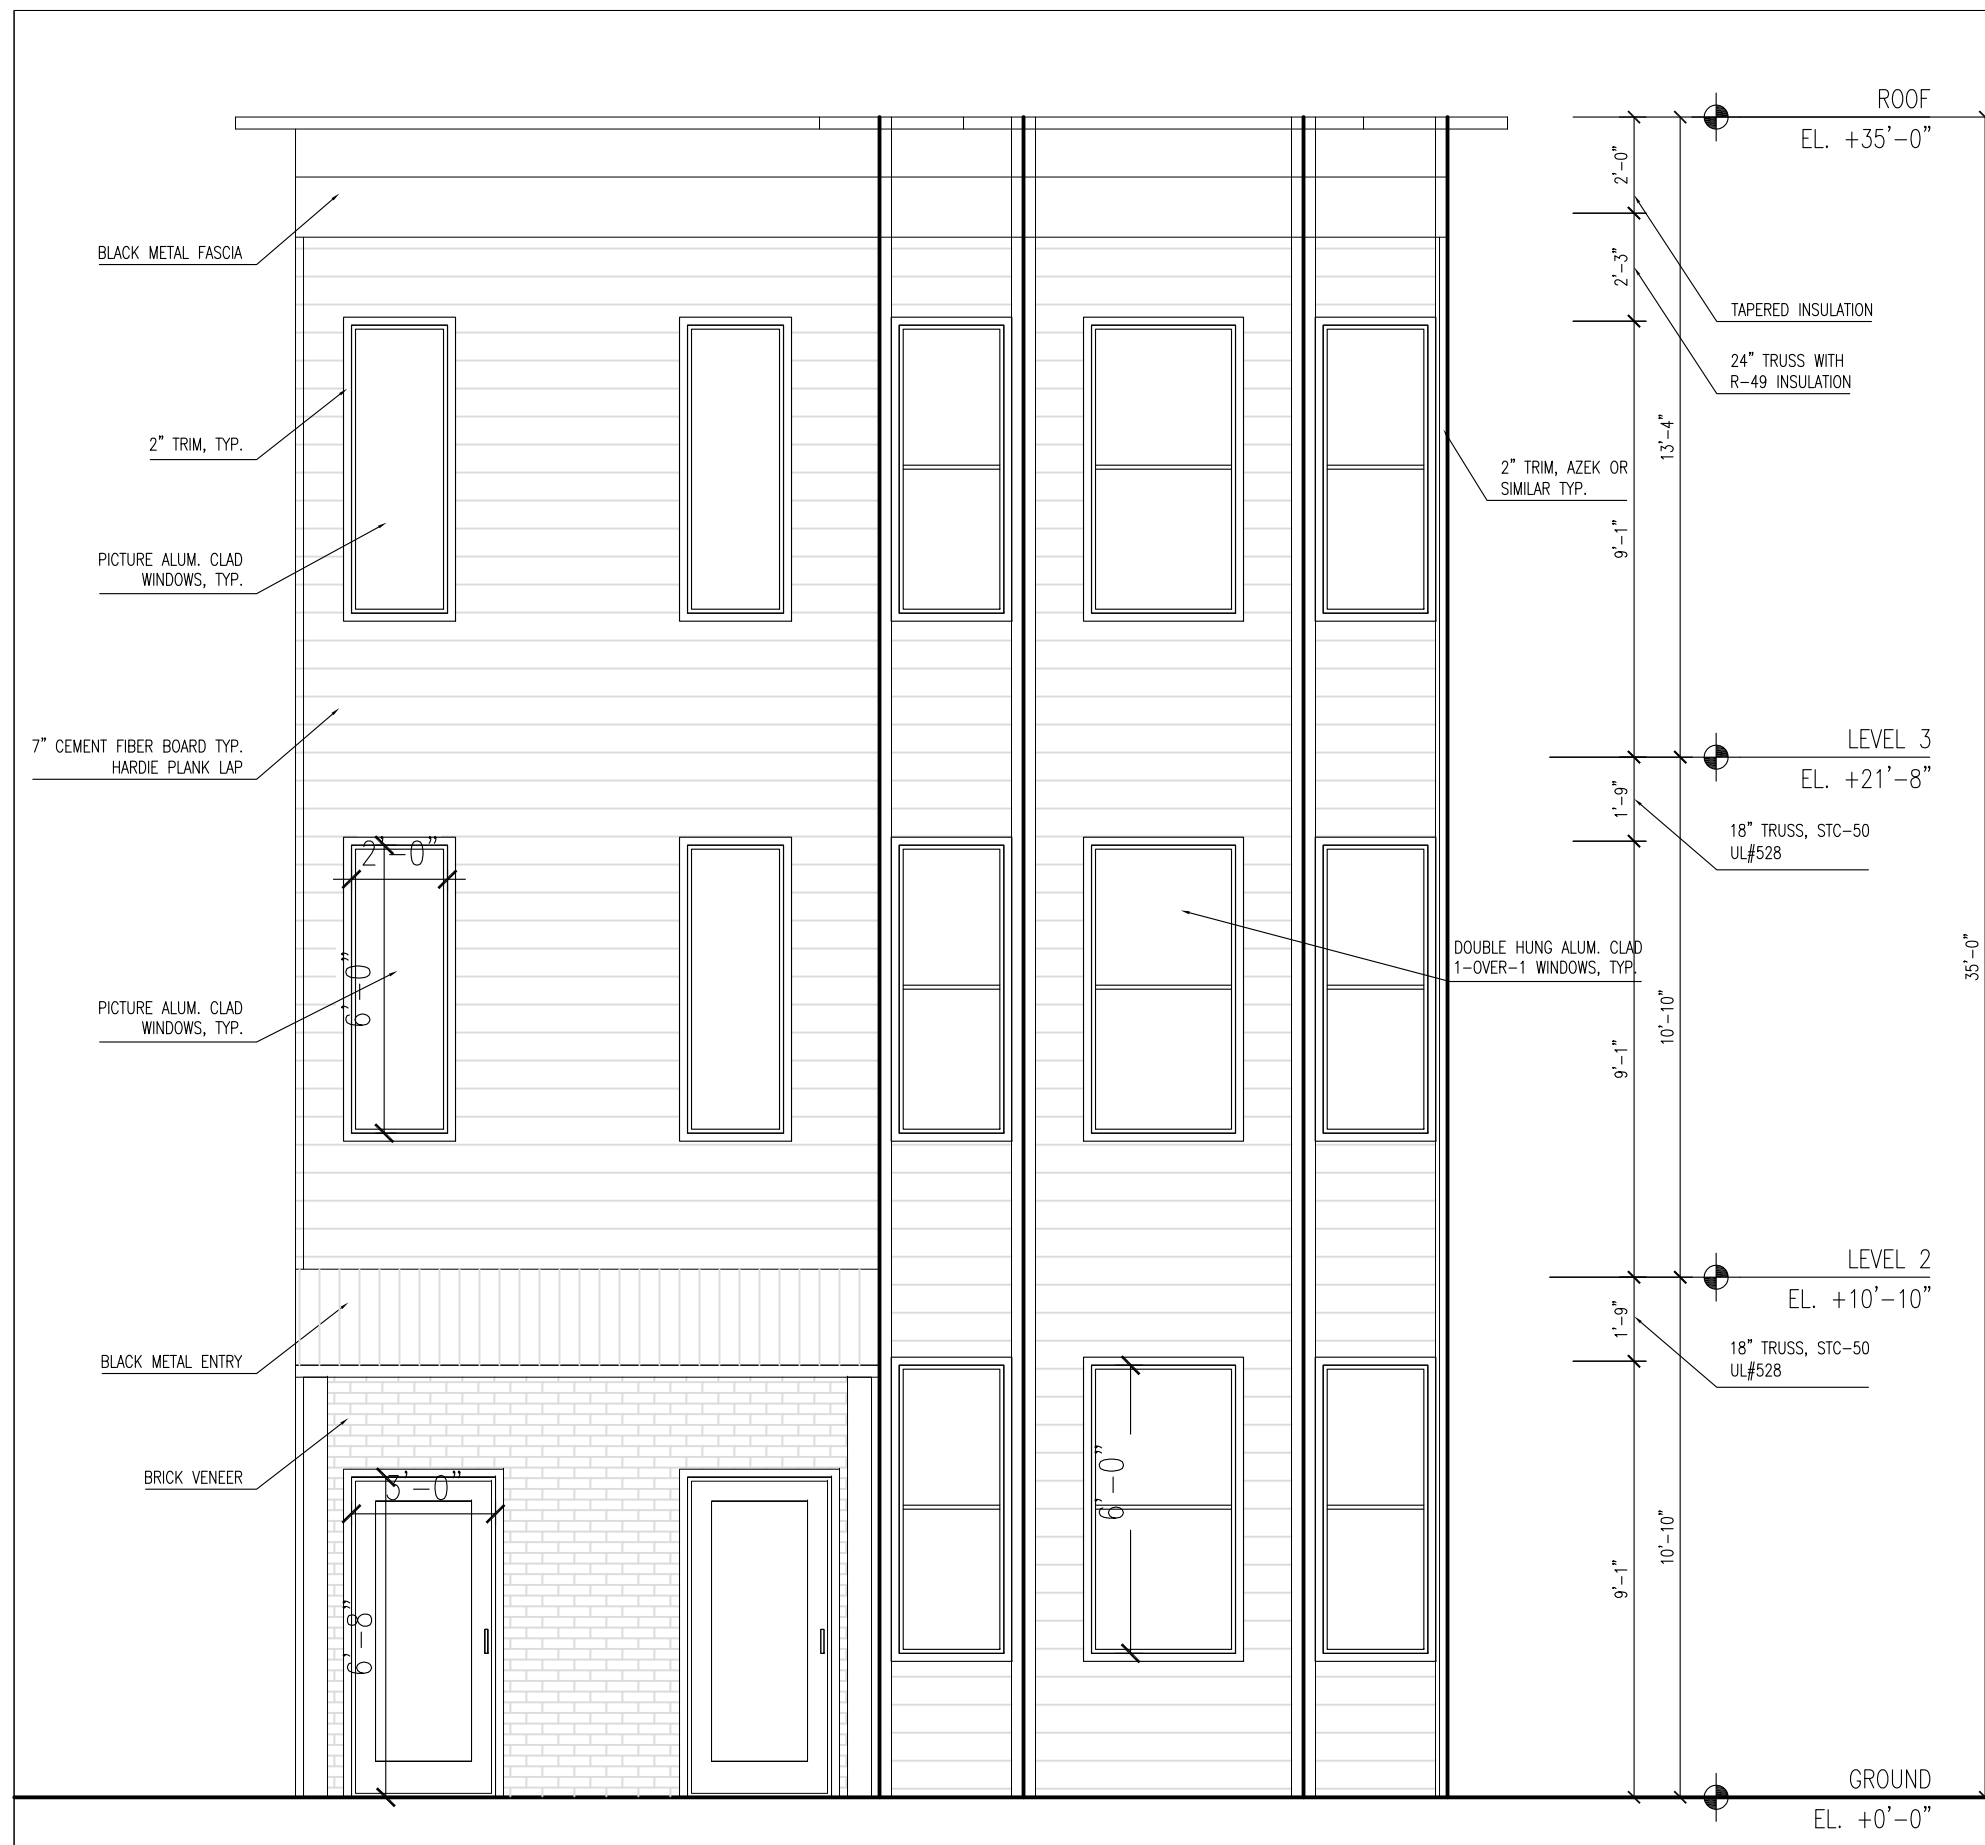 ROOF
EL. +35'-0"
2'-0"
BLACK METAL FASCIA
2'-3"
TAPERED INSULATION
24" TRUSS WITH
R-49 INSULATION
2" TRIM, TYP.
13'-4"
2" TRIM, AZEK OR
SIMILAR TYP.
9'-1"
PICTURE ALUM. CLAD
WINDOWS, TYP.
7" CEMENT FIBER BOARD TYP.
HARDIE PLANK LAP
LEVEL 3
EL. +21'-8"
1'-9"
18" TRUSS, STC-50
UL#528
2'-0"
6'-0"
DOUBLE HUNG ALUM. CLAD
1-OVER-1 WINDOWS, TYP.
35'-0"
PICTURE ALUM. CLAD
WINDOWS, TYP.
10'-10"
9'-1"
LEVEL 2
EL. +10'-10"
1'-9"
18" TRUSS, STC-50
UL#528
BLACK METAL ENTRY
BRICK VENEER
3'-0"
6'-0"
10'-10"
9'-1"
6'-8"
GROUND
EL. +0'-0"